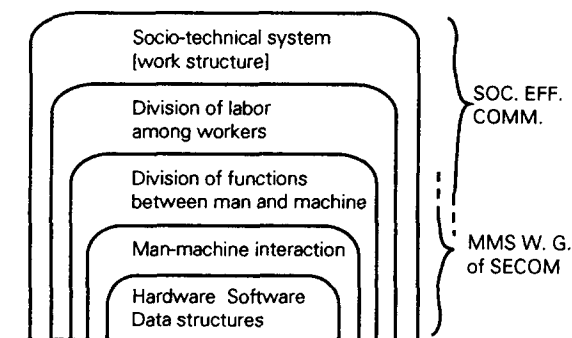 Socio-technical system
[work structure]
Division of labor
among workers
Division of functions
between man and machine
Man-machine interaction
Hardware Software
Data structures
SOC. EFF.
COMM.
MMS W. G.
of SECOM